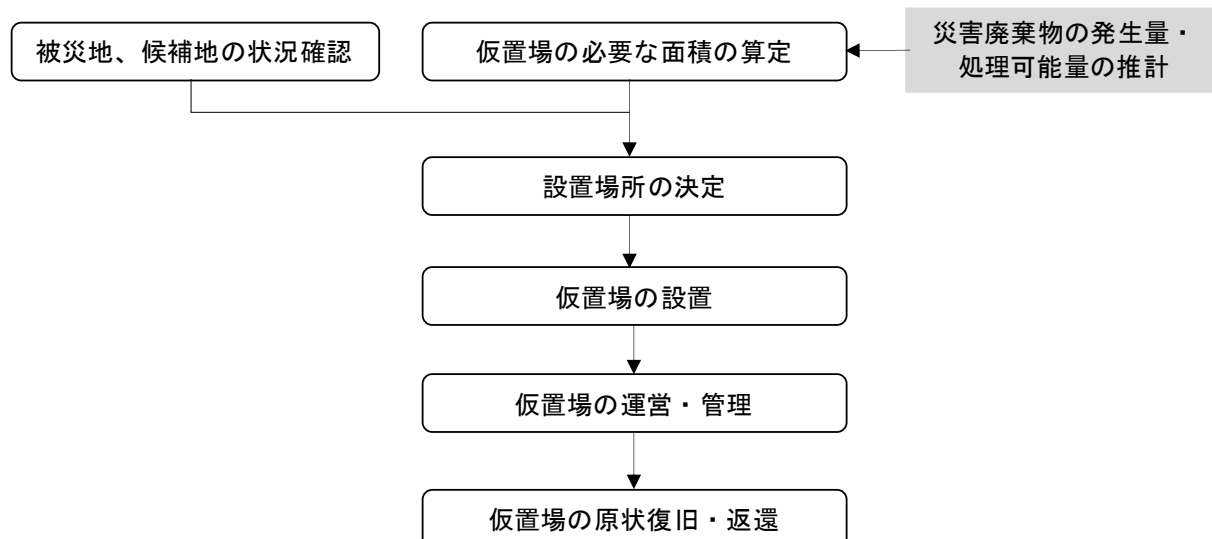 被災地、候補地の状況確認
仮置場の必要な面積の算定
災害廃棄物の発生量・
処理可能量の推計
設置場所の決定
仮置場の設置
仮置場の運営・管理
仮置場の原状復旧・返還